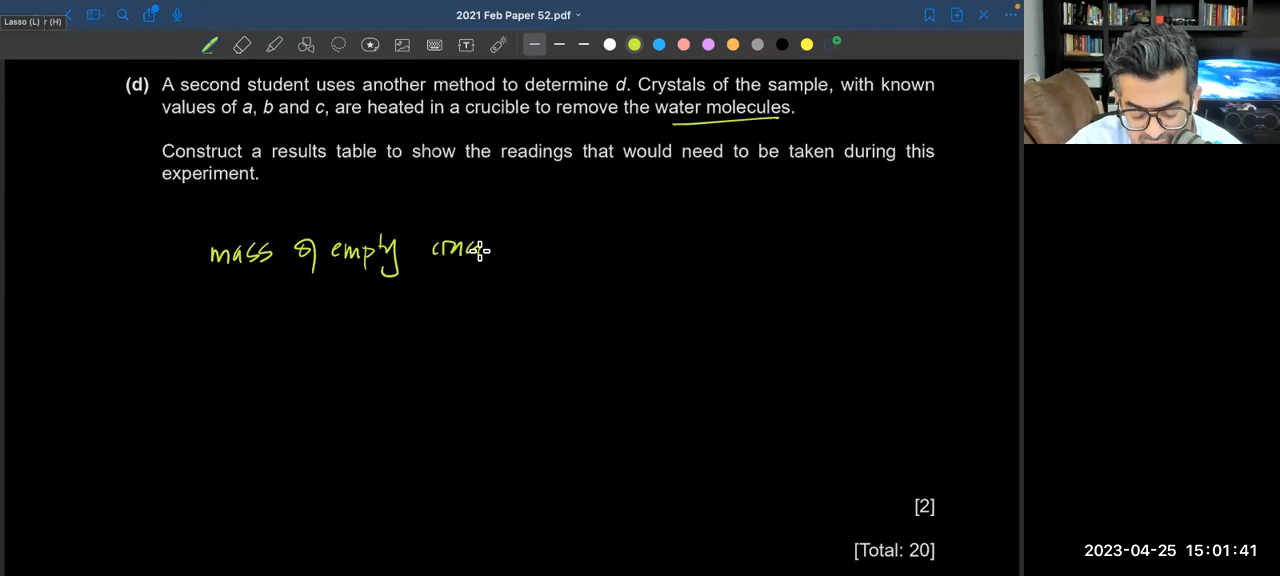 Lasso (L)
r (H)
2021 Feb Paper 52.pdf
(d) A second student uses another method to determine d. Crystals of the sample, with known
values of a, b and c, are heated in a crucible to remove the water molecules.
Construct a results table to show the readings that would need to be taken during this
experiment.
mass of empty
[2]
[Total: 20]
2023-04-25 15:01:41